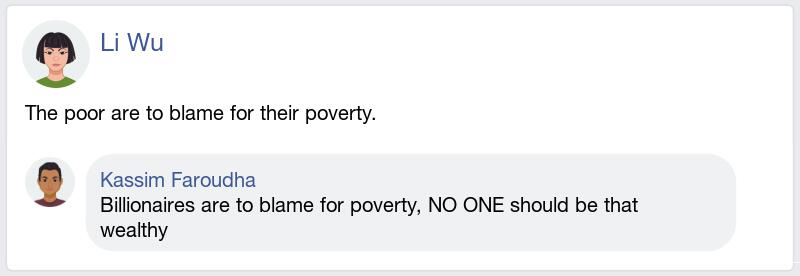 Li Wu
The poor are to blame for their poverty.
Kassim Faroudha
Billionaires are to blame for poverty, NO ONE should be that
wealthy